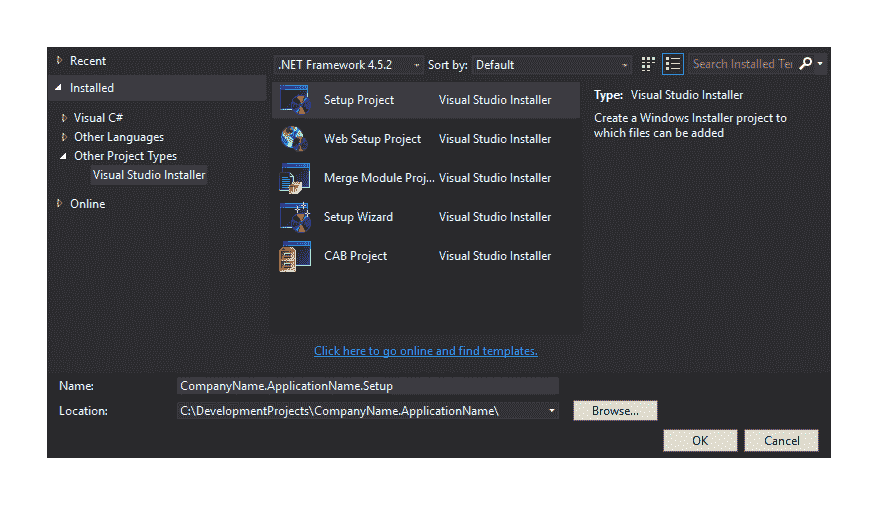 Recent
Installed
Visual C#
Other Languages
Other Project Types
Visual Studio Installer
Online
.NET Framework 4.5.2 Sort by: Default Search Installed Te
Setup Project Visual Studio Installer
Web Setup Project Visual Studio Installer
Merge Module Proj... Visual Studio Installer
Setup Wizard Visual Studio Installer
CAB Project Visual Studio Installer
Click here to go online and find templates.
Type: Visual Studio Installer
Create a Windows Installer project to
which files can be added
Name: CompanyName.ApplicationName.Setup
Location: C:\DevelopmentProjects\CompanyName.ApplicationName\ Browse...
OK Cancel